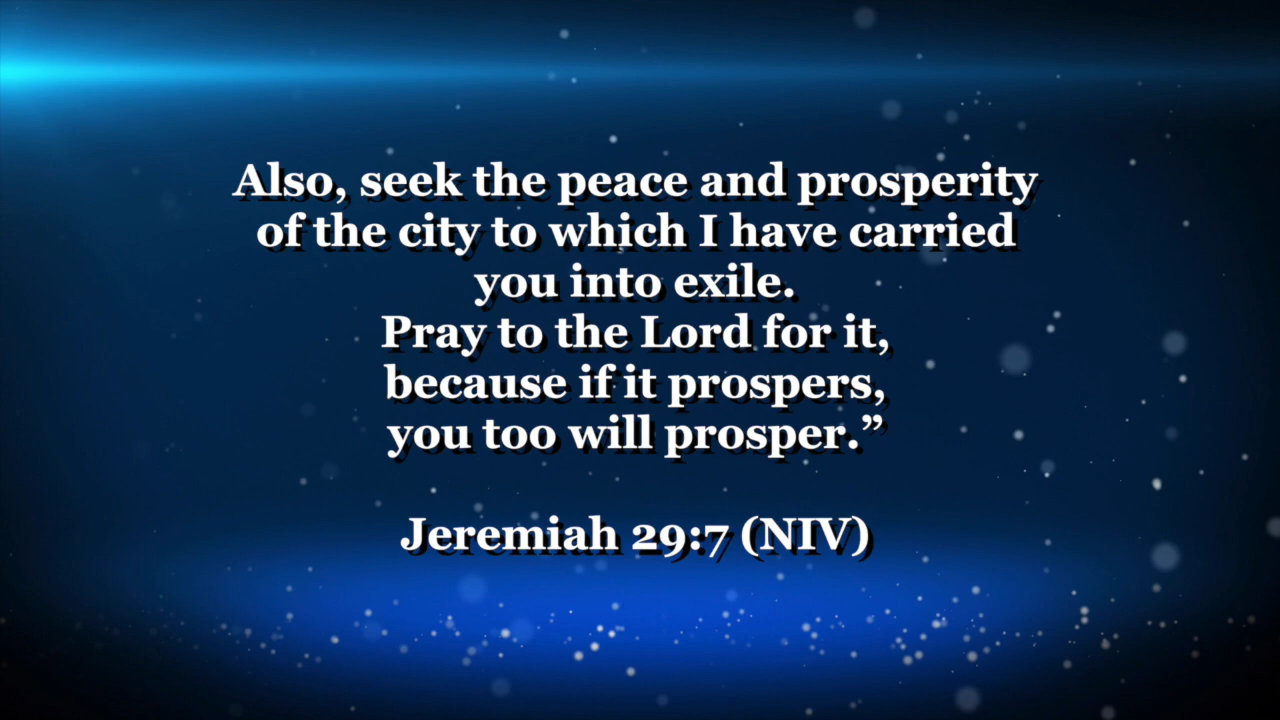 Also, seek the peace and prosperity
of the city to which I have carried
you into exile.
Pray to the Lord for it,
because if it prospers,
you too will prosper.”
Jeremiah 29:7 (NIV)